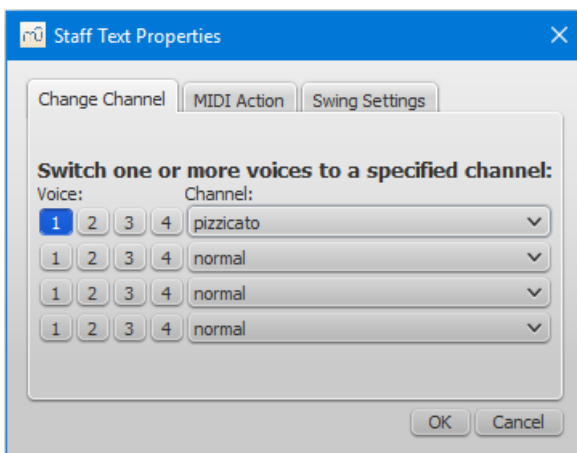 Staff Text Properties
Change Channel MIDI Action Swing Settings
Switch one or more voices to a specified channel:
Voice: Channel:
1 2 3 4 pizzicato
1 2 3 4 normal
1 2 3 4 normal
1 2 3 4 normal
OK Cancel